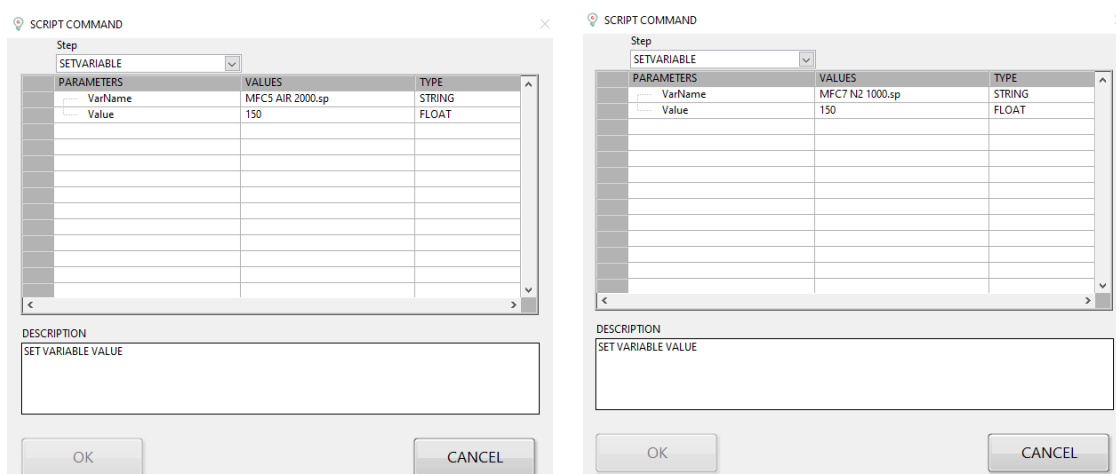 SCRIPT COMMAND
Step
SETVARIABLE
PARAMETERS VALUES TYPE
VarName MFC5 AIR 2000.sp STRING
Value 150 FLOAT
DESCRIPTION
SET VARIABLE VALUE
OK CANCEL
SCRIPT COMMAND
Step
SETVARIABLE
PARAMETERS VALUES TYPE
VarName MFC7 N2 1000.sp STRING
Value 150 FLOAT
DESCRIPTION
SET VARIABLE VALUE
OK CANCEL